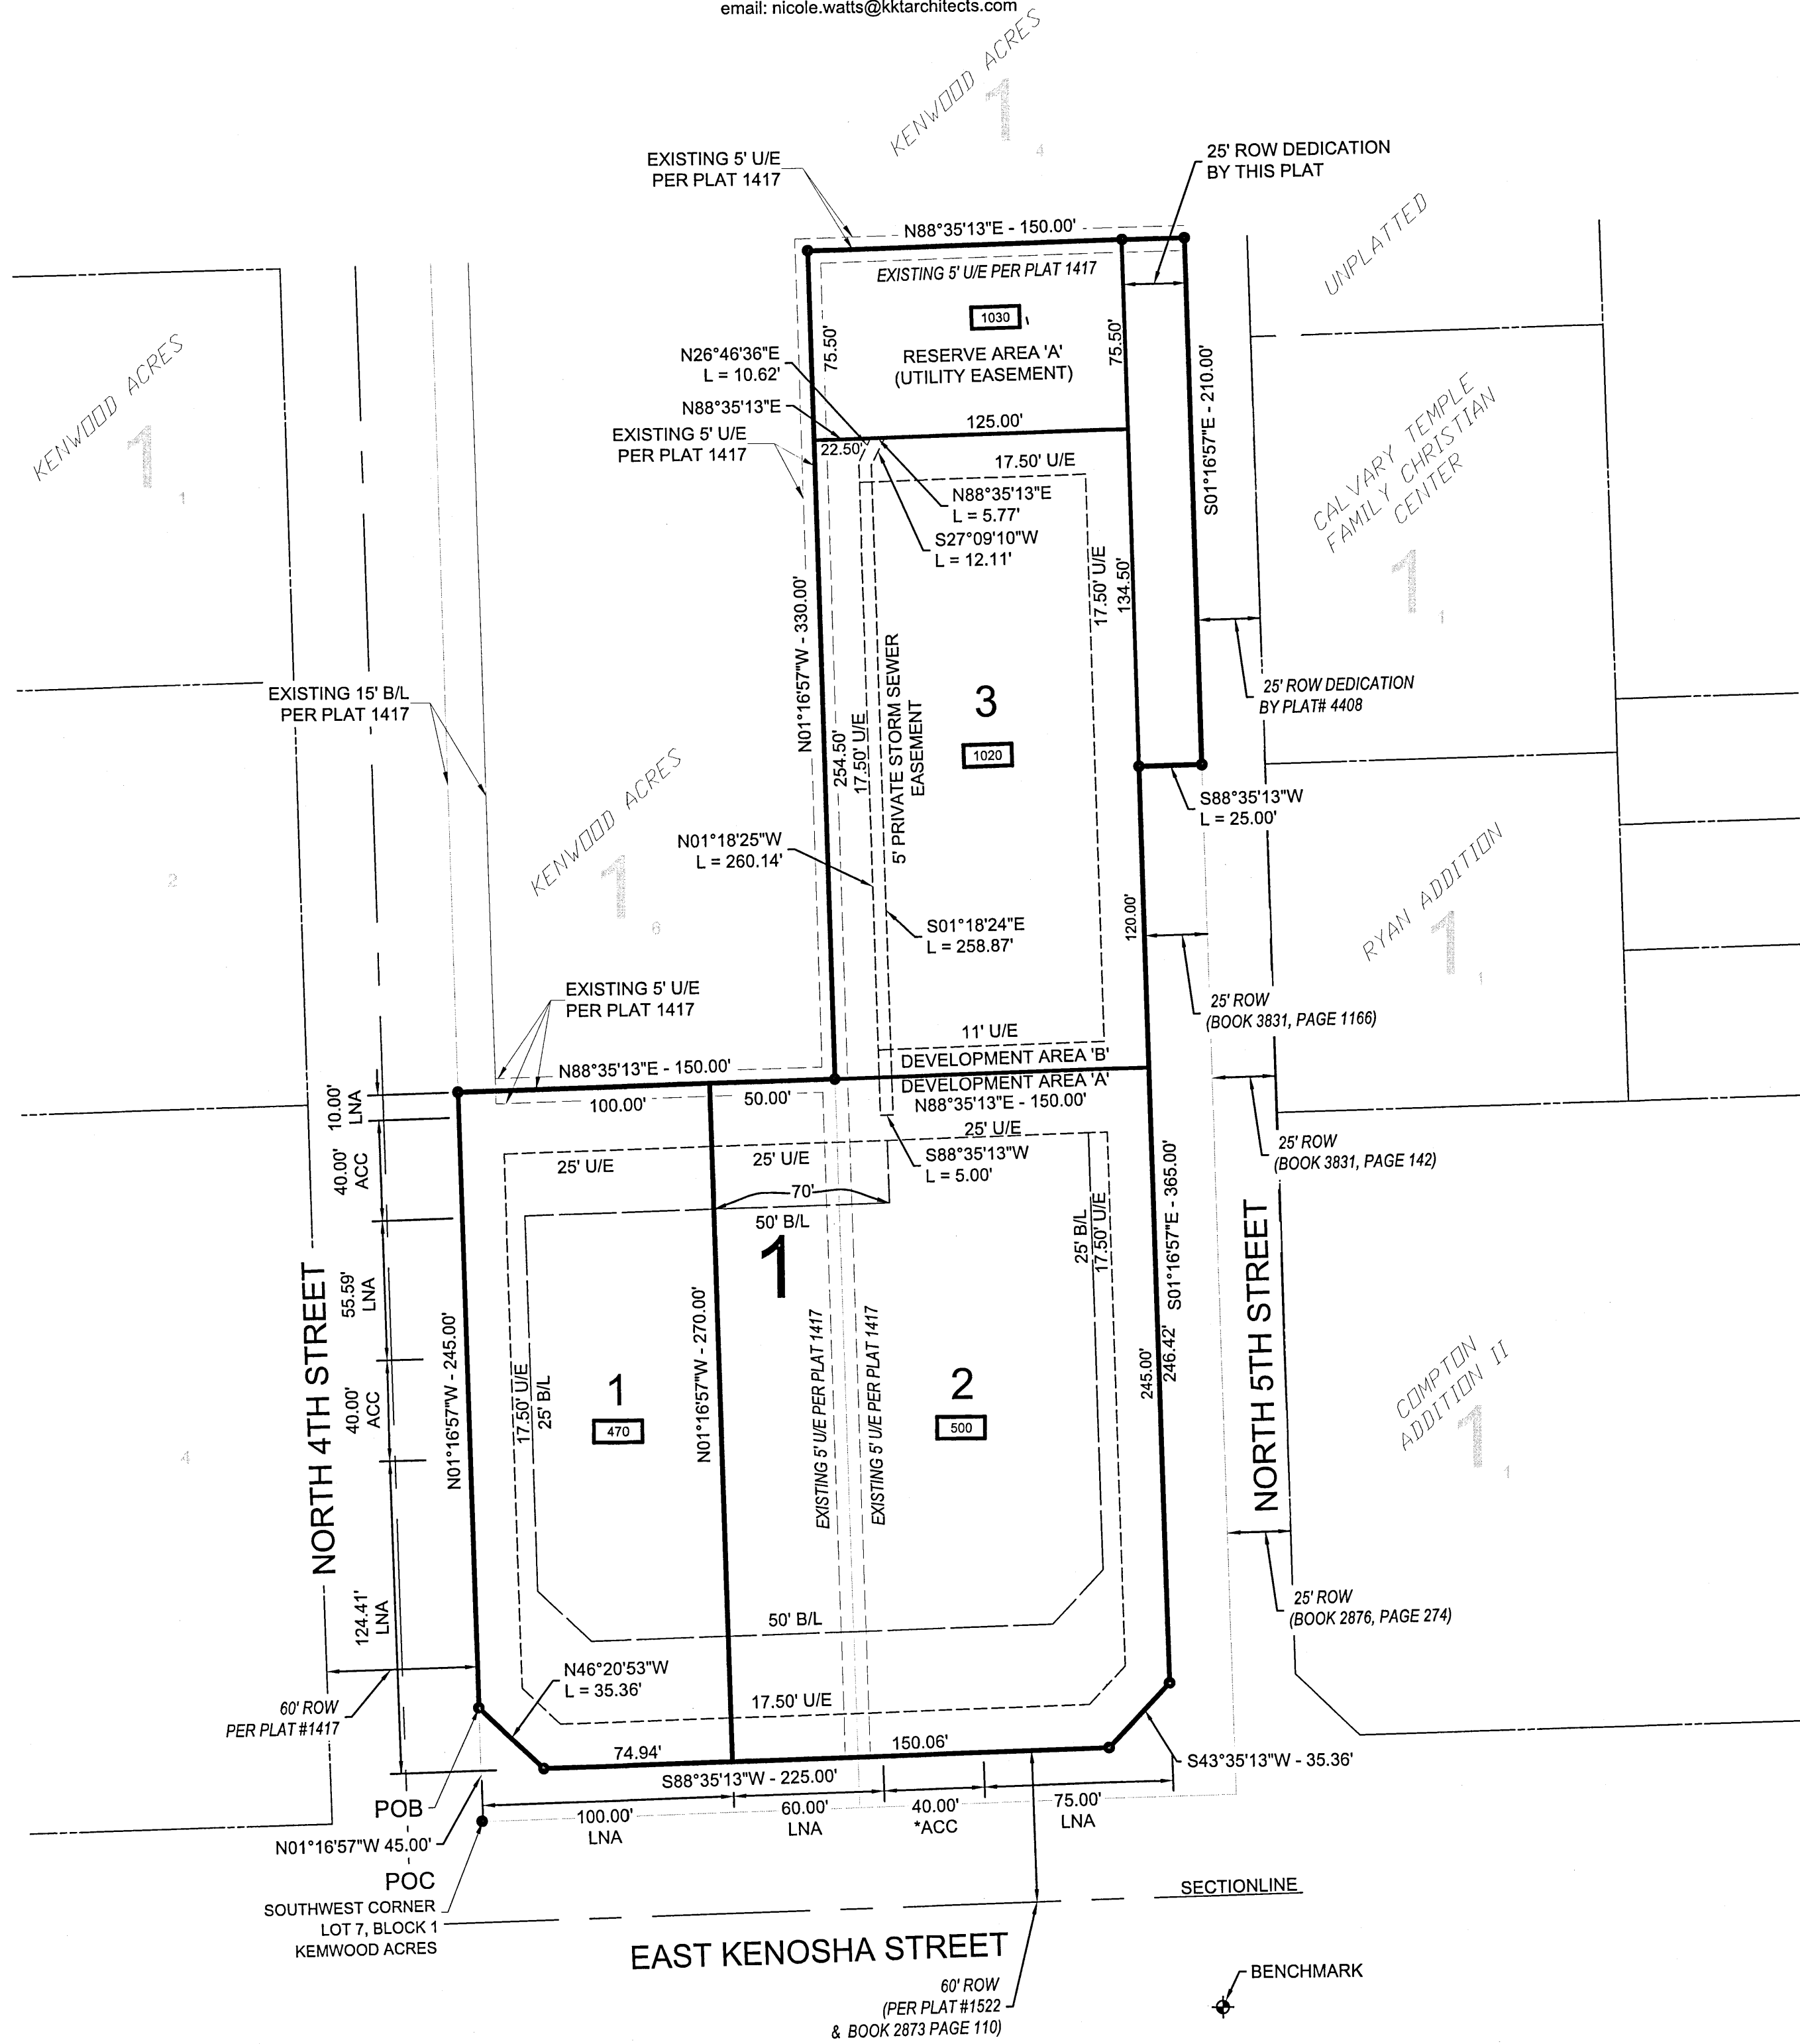 email: nicole.watts@kktarchitects.com
KENWOOD ACRES
1
4
EXISTING 5' U/E
PER PLAT 1417
25' ROW DEDICATION
BY THIS PLAT
N88°35'13"E - 150.00'
EXISTING 5' U/E PER PLAT 1417
UNPLATTED
1030
RESERVE AREA 'A'
(UTILITY EASEMENT)
75.50'
75.50'
S01°16'57"E - 210.00'
KENWOOD ACRES
1
1
N26°46'36"E
L = 10.62'
N88°35'13"E
EXISTING 5' U/E
PER PLAT 1417
125.00'
22.50'
17.50' U/E
N88°35'13"E
L = 5.77'
S27°09'10"W
L = 12.11'
CALVARY TEMPLE
FAMILY CHRISTIAN
CENTER
1
1
17.50' U/E
134.50'
N01°16'57"W - 330.00'
254.50'
17.50' U/E
5' PRIVATE STORM SEWER
EASEMENT
3
1020
EXISTING 15' B/L
PER PLAT 1417
25' ROW DEDICATION
BY PLAT# 4408
KENWOOD ACRES
1
6
2
S88°35'13"W
L = 25.00'
N01°18'25"W
L = 260.14'
S01°18'24"E
L = 258.87'
120.00'
RYAN ADDITION
1
1
EXISTING 5' U/E
PER PLAT 1417
25' ROW
(BOOK 3831, PAGE 1166)
11' U/E
DEVELOPMENT AREA 'B'
DEVELOPMENT AREA 'A'
N88°35'13"E - 150.00'
N88°35'13"E - 150.00'
100.00'
50.00'
10.00'
LNA
40.00'
ACC
55.59'
LNA
40.00'
ACC
124.41'
LNA
25' U/E
25' U/E
25' U/E
S88°35'13"W
L = 5.00'
25' ROW
(BOOK 3831, PAGE 142)
70'
50' B/L
1
25' B/L
17.50' U/E
S01°16'57"E - 365.00'
245.00'
246.42'
NORTH 4TH STREET
NORTH 5TH STREET
N01°16'57"W - 245.00'
17.50' U/E
25' B/L
1
470
N01°16'57"W - 270.00'
EXISTING 5' U/E PER PLAT 1417
EXISTING 5' U/E PER PLAT 1417
2
500
COMPTON
ADDITION II
1
1
4
25' ROW
(BOOK 2876, PAGE 274)
50' B/L
N46°20'53"W
L = 35.36'
17.50' U/E
60' ROW
PER PLAT #1417
74.94'
150.06'
S43°35'13"W - 35.36'
S88°35'13"W - 225.00'
POB
100.00'
LNA
60.00'
LNA
40.00'
*ACC
75.00'
LNA
N01°16'57"W 45.00'
POC
SOUTHWEST CORNER
LOT 7, BLOCK 1
KEMWOOD ACRES
SECTIONLINE
EAST KENOSHA STREET
60' ROW
(PER PLAT #1522
& BOOK 2873 PAGE 110)
BENCHMARK